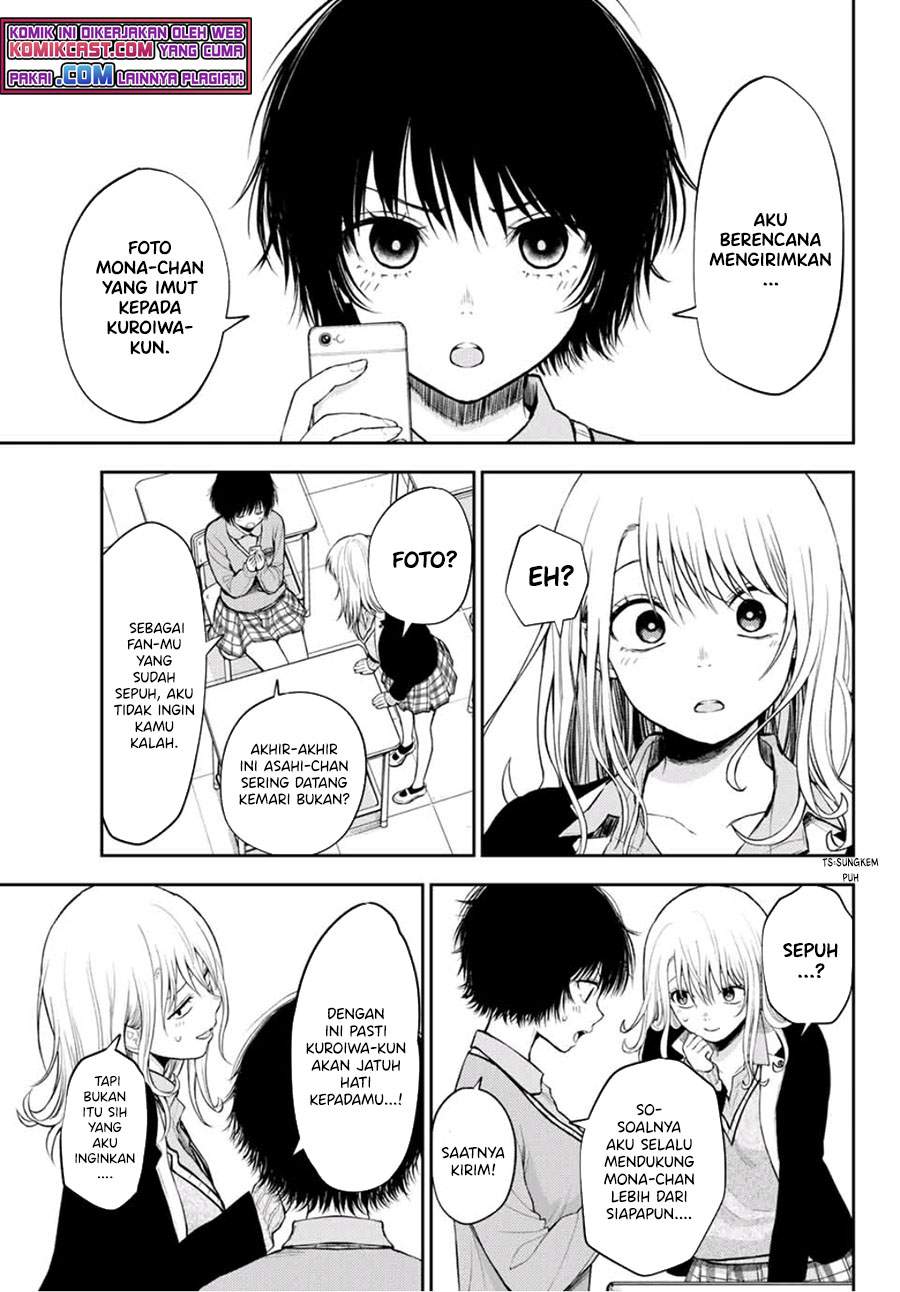 KOMIK INI DIKERJAKAN OLEH WEB
KOMIKCAST.COM YANG CUMA
PAKAI .COM LAINNYA PLAGIAT!
AKU
BERENCANA
MENGIRIMKAN
...
FOTO
MONA-CHAN
YANG IMUT
KEPADA
KUROIWA-
KUN.
EH?
FOTO?
AKHIR-AKHIR
INI ASAHI-CHAN
SERING DATANG
KEMARI BUKAN?
SEBAGAI
FAN-MU
YANG
SUDAH
SEPUH, AKU
TIDAK INGIN
KAMU
KALAH.
TS:SUNGKEM
PUH
SEPUH
...?
SO-
SOALNYA
AKU SELALU
MENDUKUNG
MONA-CHAN
LEBIH DARI
SIAPAPUN....
SAATNYA
KIRIM!
DENGAN
INI PASTI
KUROIWA-KUN
AKAN JATUH
HATI
KEPADAMU...!
TAPI
BUKAN
ITU SIH
YANG
AKU
INGINKAN
....